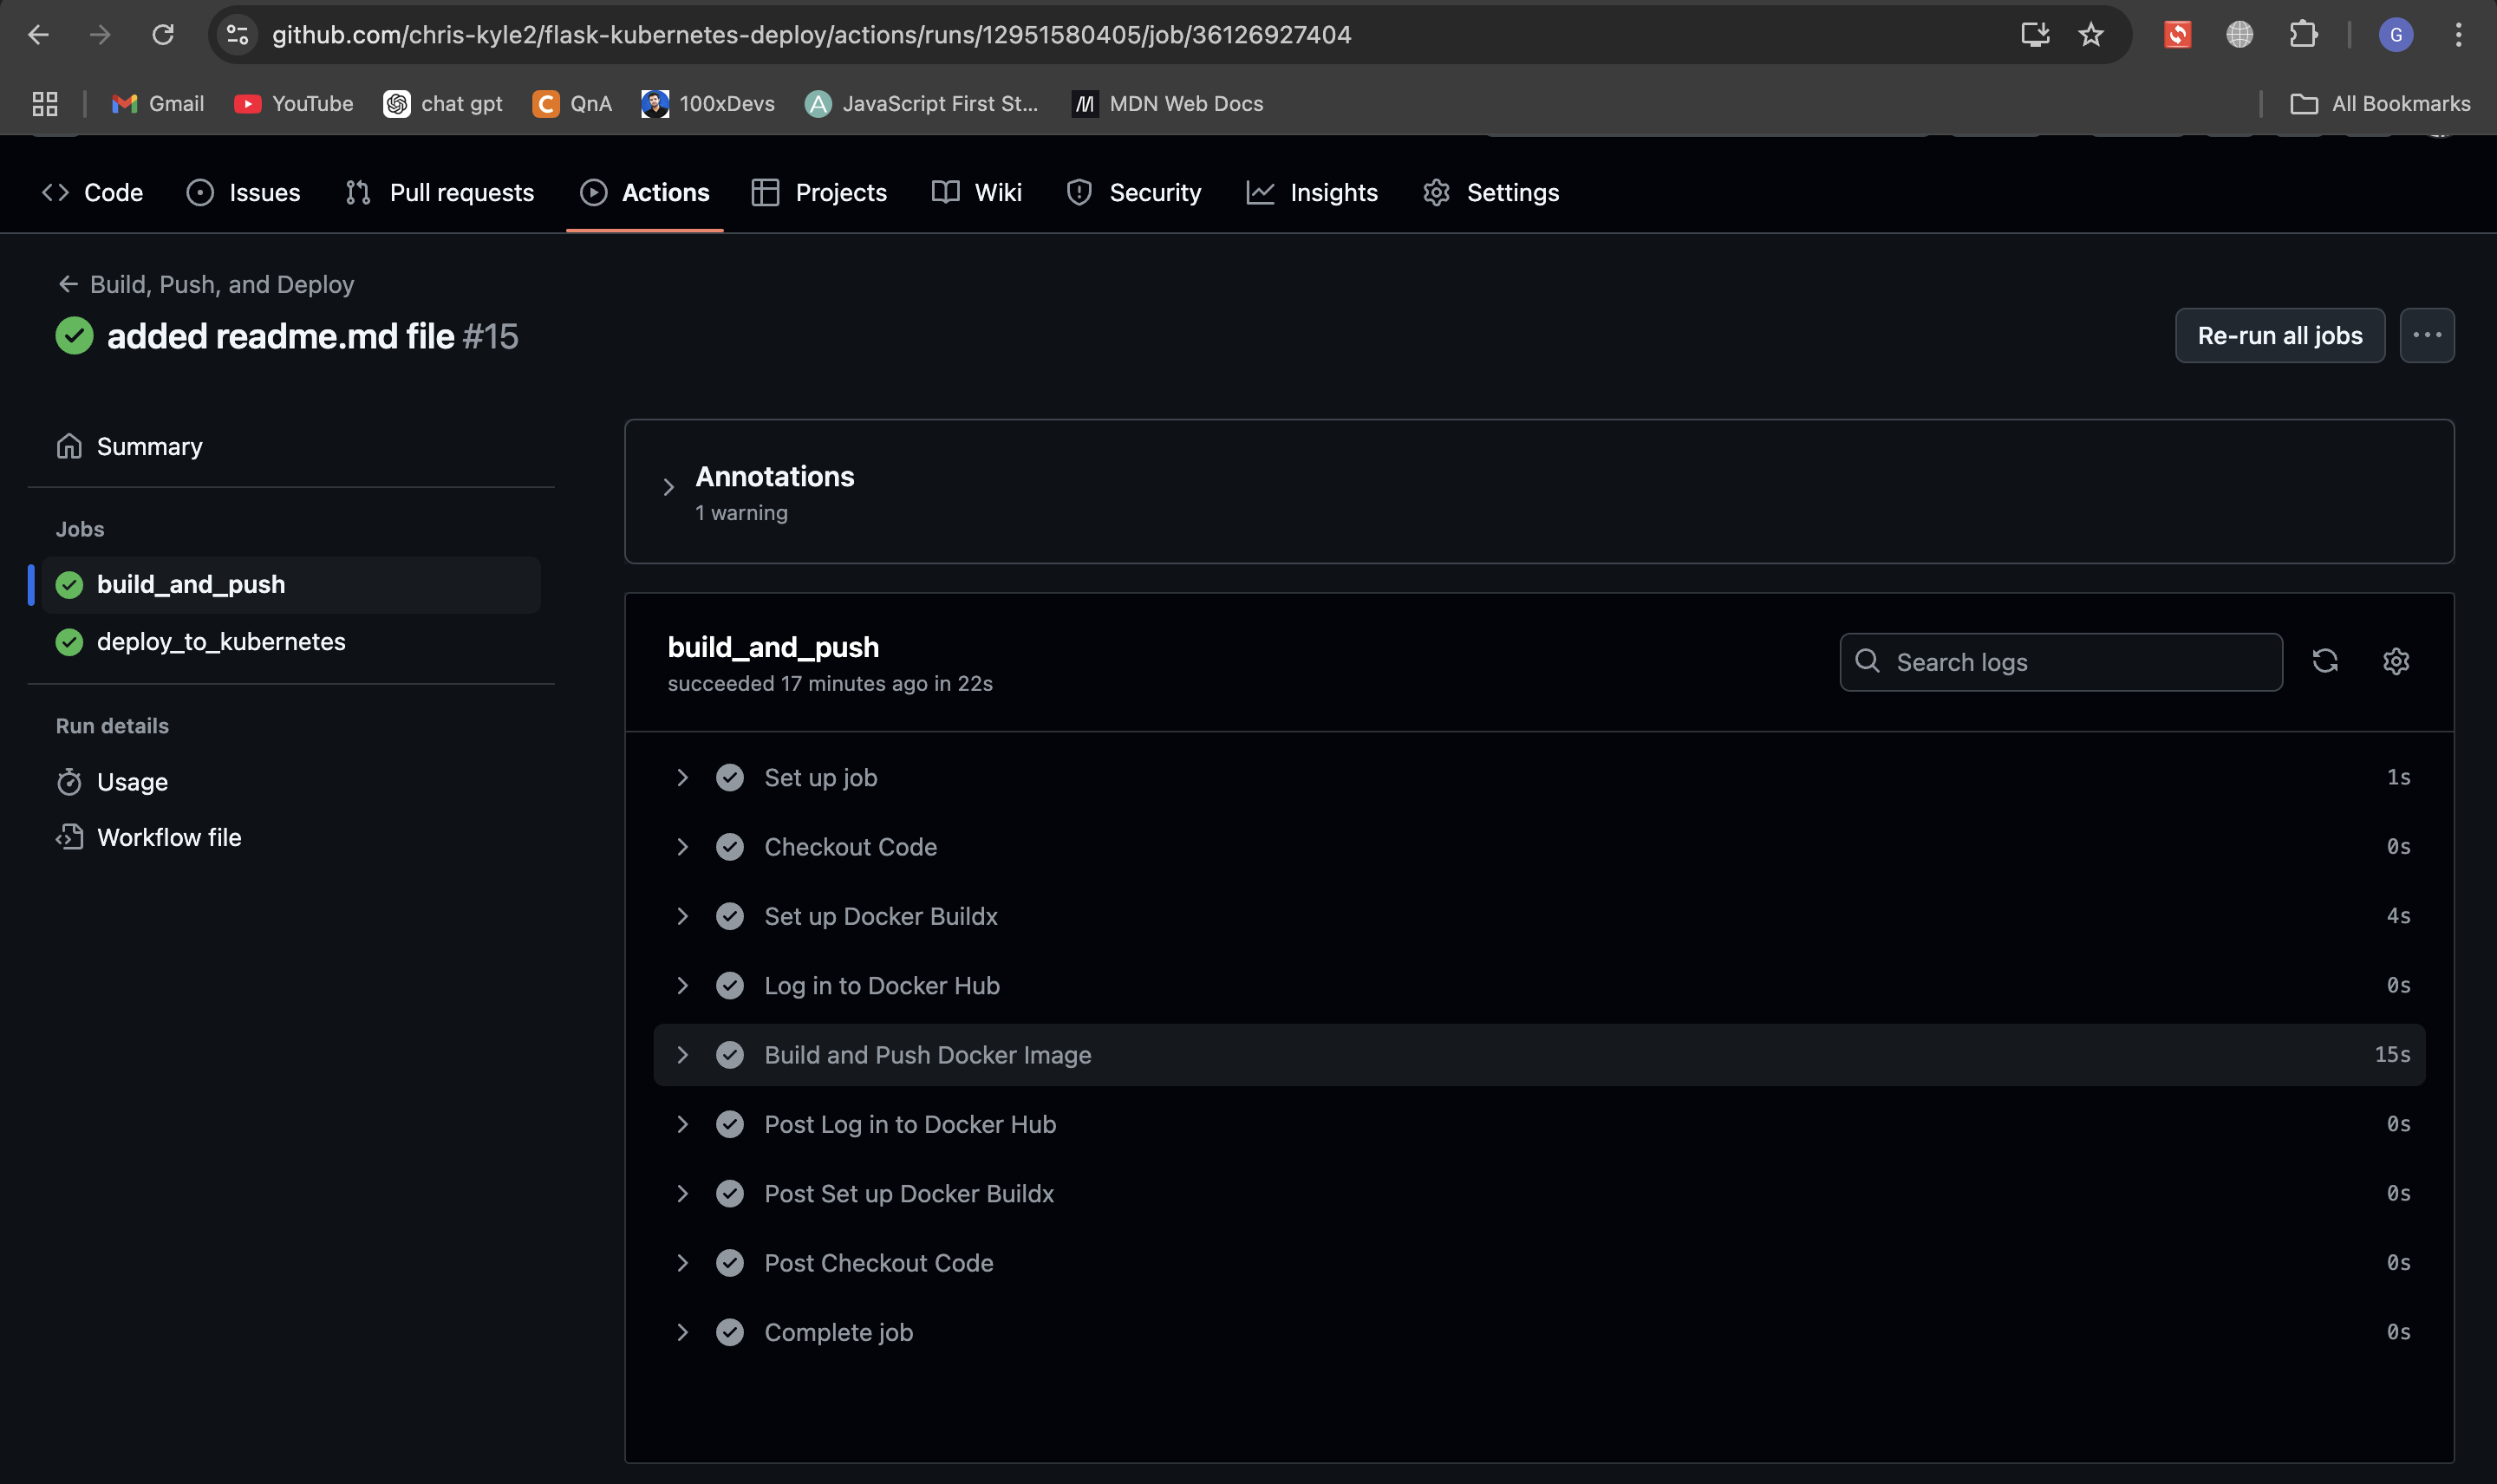 github.com/chris-kyle2/flask-kubernetes-deploy/actions/runs/12951580405/job/36126927404
G
Gmail
YouTube
chat gpt
C QnA
100xDevs
A JavaScript First St...
M MDN Web Docs
All Bookmarks
Code
Issues
Pull requests
Actions
Projects
Wiki
Security
Insights
Settings
Build, Push, and Deploy
added readme.md file #15
Re-run all jobs
Summary
Jobs
build_and_push
deploy_to_kubernetes
Run details
Usage
Workflow file
Annotations
1 warning
build_and_push
succeeded 17 minutes ago in 22s
Search logs
Set up job 1s
Checkout Code 0s
Set up Docker Buildx 4s
Log in to Docker Hub 0s
Build and Push Docker Image 15s
Post Log in to Docker Hub 0s
Post Set up Docker Buildx 0s
Post Checkout Code 0s
Complete job 0s